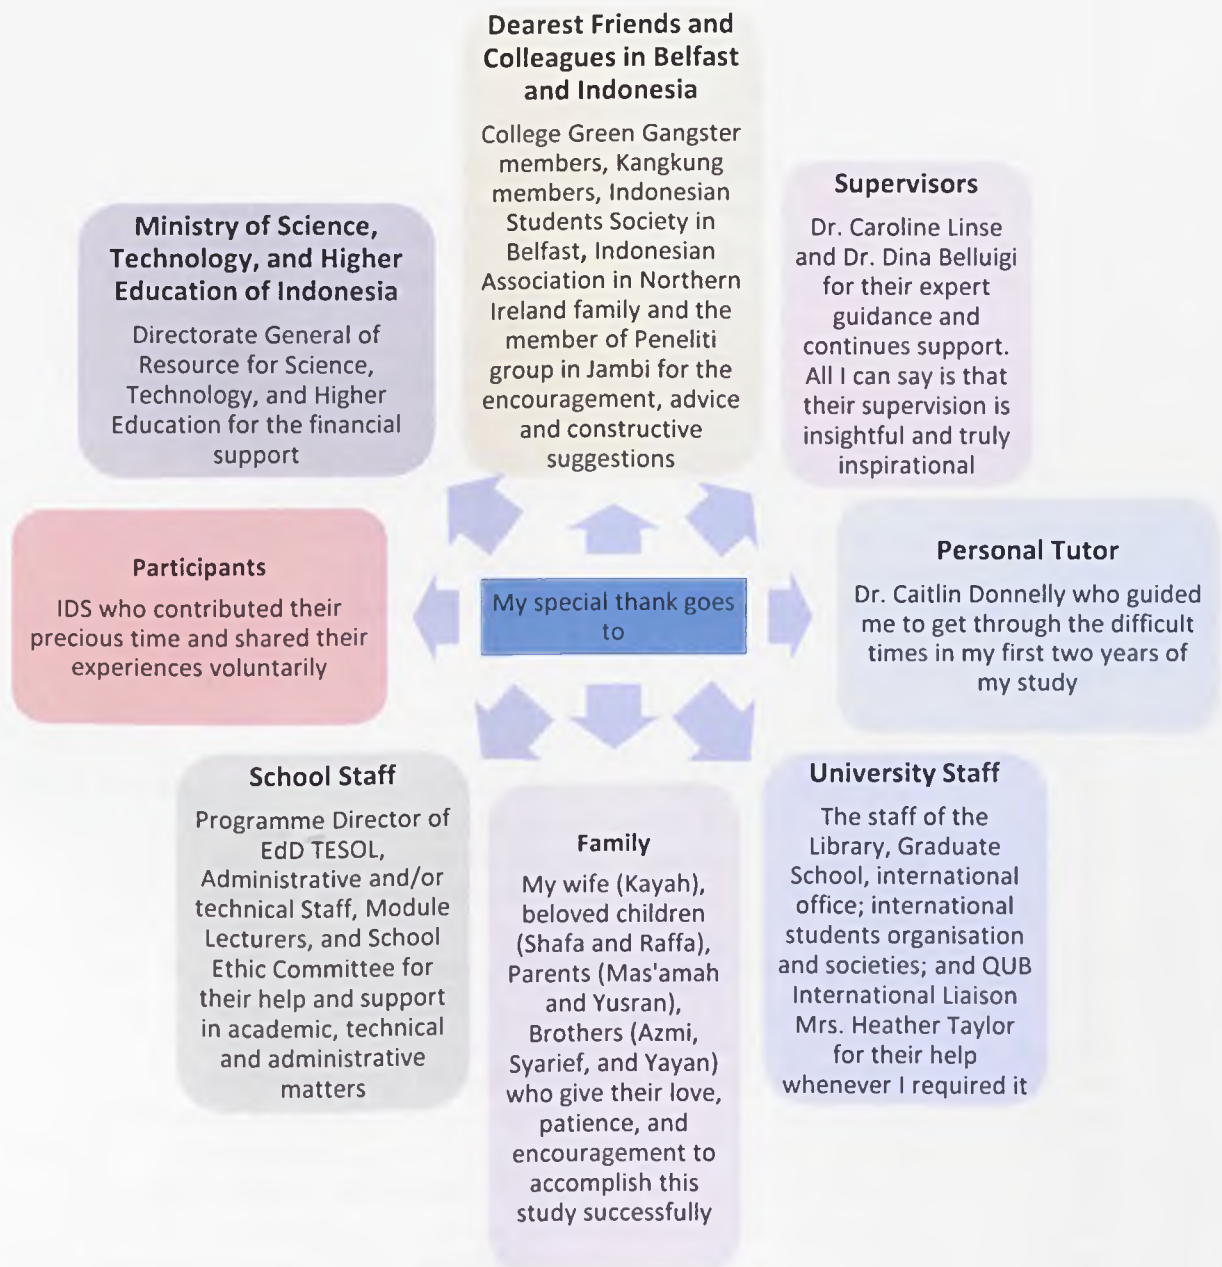 Dearest Friends and
Colleagues in Belfast
and Indonesia
College Green Gangster
members, Kangkung
members, Indonesian
Students Society in
Belfast, Indonesian
Association in Northern
Ireland family and the
member of Peneliti
group in Jambi for the
encouragement, advice
and constructive
suggestions
Ministry of Science,
Technology, and Higher
Education of Indonesia
Directorate General of
Resource for Science,
Technology, and Higher
Education for the financial
support
Supervisors
Dr. Caroline Linse
and Dr. Dina Belluigi
for their expert
guidance and
continues support.
All I can say is that
their supervision is
insightful and truly
inspirational
Participants
IDS who contributed their
precious time and shared their
experiences voluntarily
My special thank goes
to
Personal Tutor
Dr. Caitlin Donnelly who guided
me to get through the difficult
times in my first two years of
my study
School Staff
Programme Director of
EdD TESOL,
Administrative and/or
technical Staff, Module
Lecturers, and School
Ethic Committee for
their help and support
in academic, technical
and administrative
matters
Family
My wife (Kayah),
beloved children
(Shafa and Raffa),
Parents (Mas'amah
and Yusran),
Brothers (Azmi,
Syarief, and Yayan)
who give their love,
patience, and
encouragement to
accomplish this
study successfully
University Staff
The staff of the
Library, Graduate
School, international
office; international
students organisation
and societies; and QUB
International Liaison
Mrs. Heather Taylor
for their help
whenever I required it